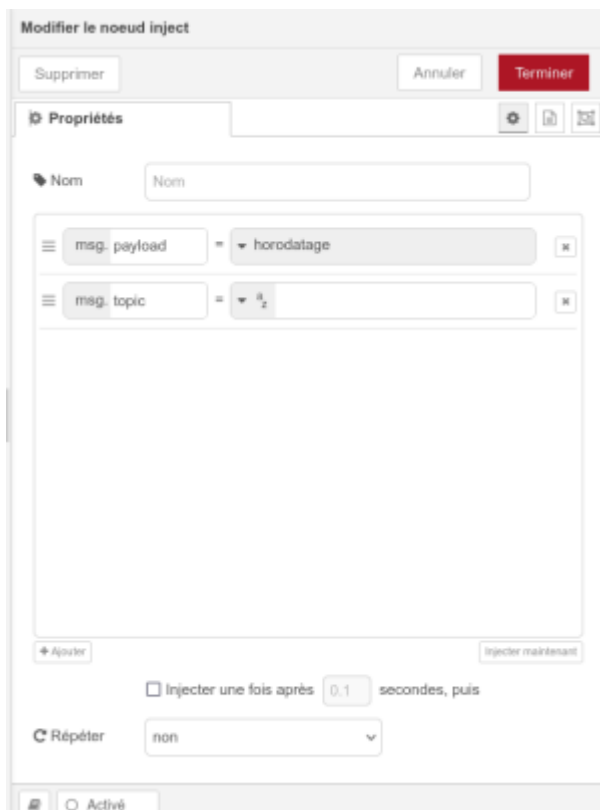 Modifier le noeud inject
Supprimer Annuler Terminer
Propriétés
Nom Nom
msg. payload = horodatage
msg. topic = a z
Ajouter Injecter maintenant
Injecter une fois après 0.1 secondes, puis
Répéter non
Activé